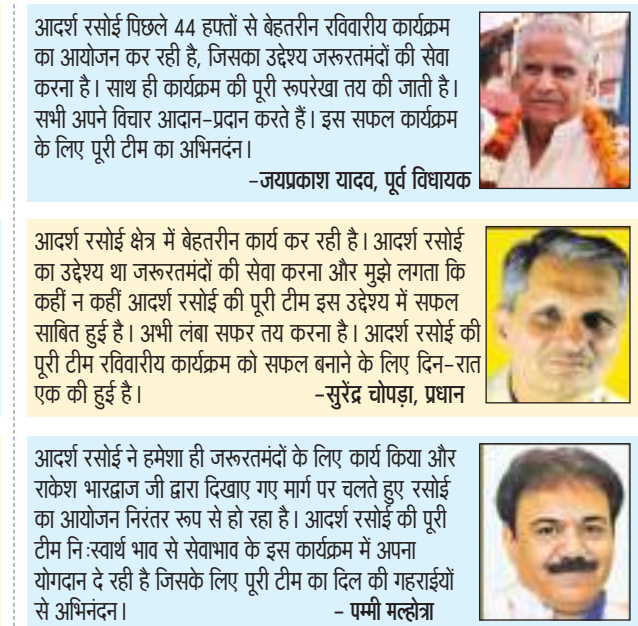 आदर्श रसोई पिछले 44 हफ्तों से बेहतरीन रविवारीय कार्यक्रम
का आयोजन कर रही है, जिसका उद्देश्य जरूरतमंदों की सेवा
करना है। साथ ही कार्यक्रम की पूरी रूपरेखा तय की जाती है।
सभी अपने विचार आदान-प्रदान करते हैं। इस सफल कार्यक्रम
के लिए पूरी टीम का अभिनदंन।
-जयप्रकाश यादव, पूर्व विधायक
आदर्श रसोई क्षेत्र में बेहतरीन कार्य कर रही है। आदर्श रसोई
का उद्देश्य था जरूरतमंदों की सेवा करना और मुझे लगता कि
कहीं न कहीं आदर्श रसोई की पूरी टीम इस उद्देश्य में सफल
साबित हुई है। अभी लंबा सफर तय करना है। आदर्श रसोई की
पूरी टीम रविवारीय कार्यक्रम को सफल बनाने के लिए दिन-रात
एक की हुई है। -सुरेंद्र चोपड़ा, प्रधान
आदर्श रसोई ने हमेशा ही जरूरतमंदों के लिए कार्य किया और
राकेश भारद्वाज जी द्वारा दिखाए गए मार्ग पर चलते हुए रसोई
का आयोजन निरंतर रूप से हो रहा है। आदर्श रसोई की पूरी
टीम निःस्वार्थ भाव से सेवाभाव के इस कार्यक्रम में अपना
योगदान दे रही है जिसके लिए पूरी टीम का दिल की गहराईयों
से अभिनंदन। - पम्मी मल्होत्रा